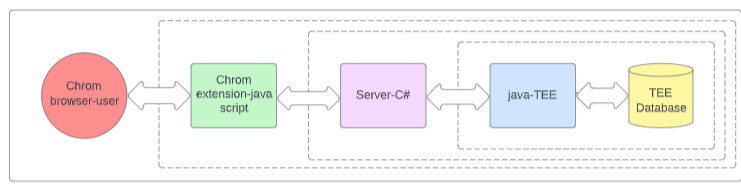 Chrom
browser-user
Chrom
extension-java
script
Server-C#
java-TEE
TEE
Database